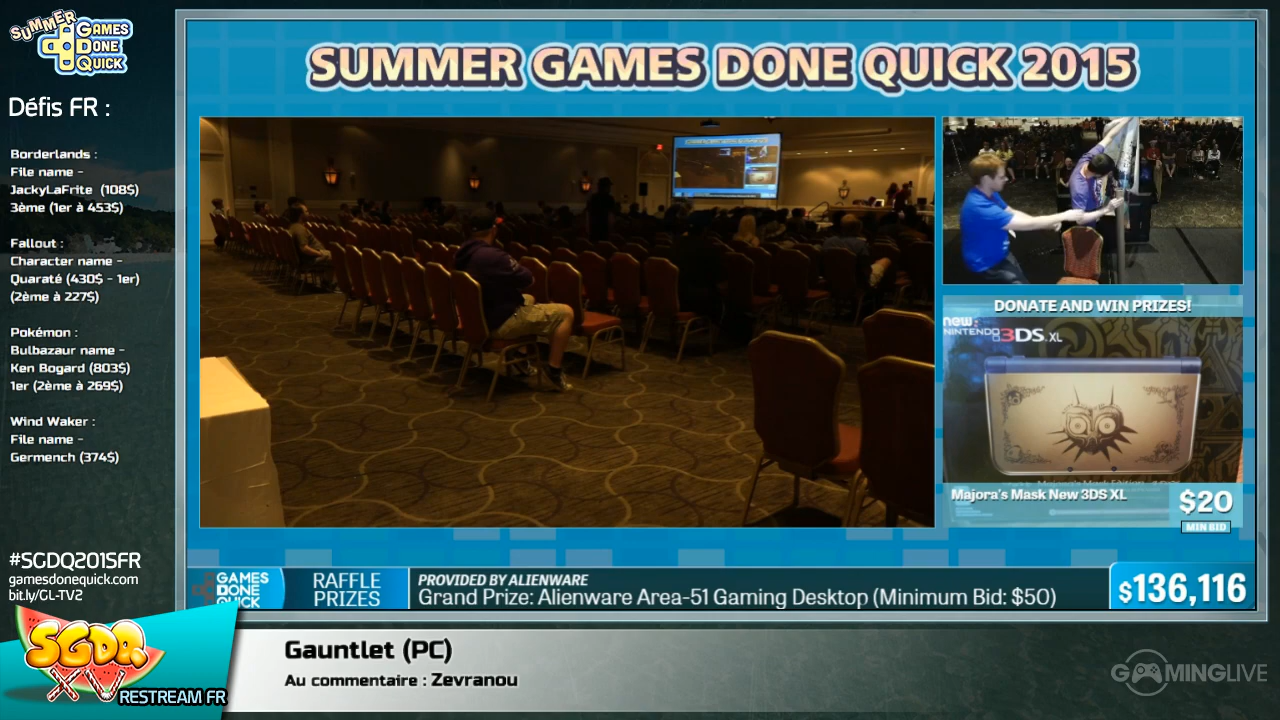 SUMMER
GAMES
DONE
QUICK
Défis FR :
Borderlands :
File name -
JackyLaFrite (108$)
3ème (1er à 453$)
Fallout :
Character name -
Quaraté (430$ - 1er)
(2ème à 227$)
Pokémon :
Bulbazaur name -
Ken Bogard (803$)
1er (2ème à 269$)
Wind Waker :
File name -
Germench (374$)
#SGDQ2015FR
gamesdonequick.com
bit.ly/GL-TV2
SGDQ
XV
RESTREAM FR
SUMMER GAMES DONE QUICK 2015
DONATE AND WIN PRIZES!
new
NINTENDO 3DS XL
Majora's Mask New 3DS XL
$20
MIN BID
GAMES
DONE
QUICK
RAFFLE
PRIZES
PROVIDED BY ALIENWARE
Grand Prize: Alienware Area-51 Gaming Desktop (Minimum Bid: $50)
$136,116
Gauntlet (PC)
Au commentaire : Zevranou
GAMINGLIVE